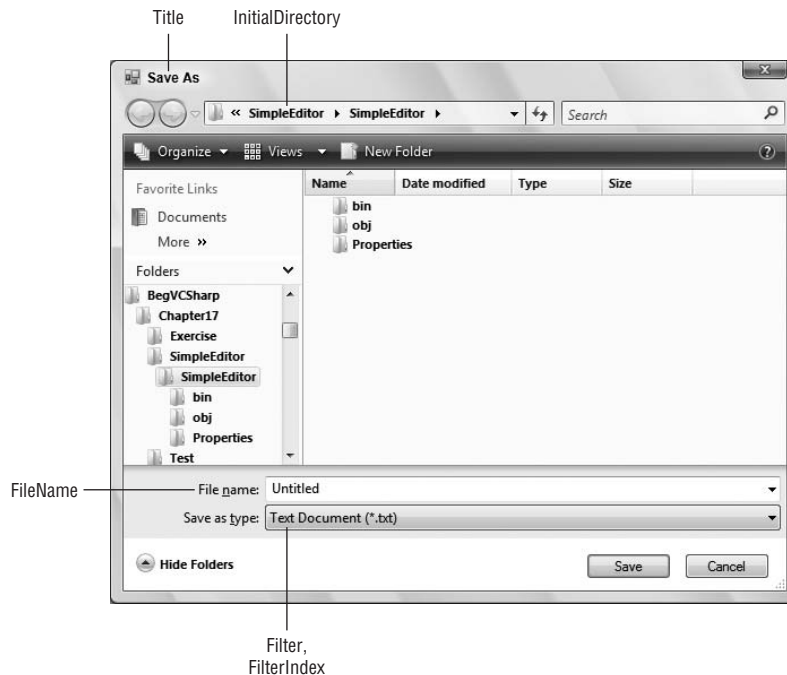 Title InitialDirectory
Save As
« SimpleEditor ▸ SimpleEditor ▸ Search
Organize Views New Folder
Favorite Links
Documents
More »
Folders
BegVCSharp
Chapter17
Exercise
SimpleEditor
SimpleEditor
bin
obj
Properties
Test
Name Date modified Type Size
bin
obj
Properties
FileName
File name: Untitled
Save as type: Text Document (*.txt)
Hide Folders Save Cancel
Filter,
FilterIndex